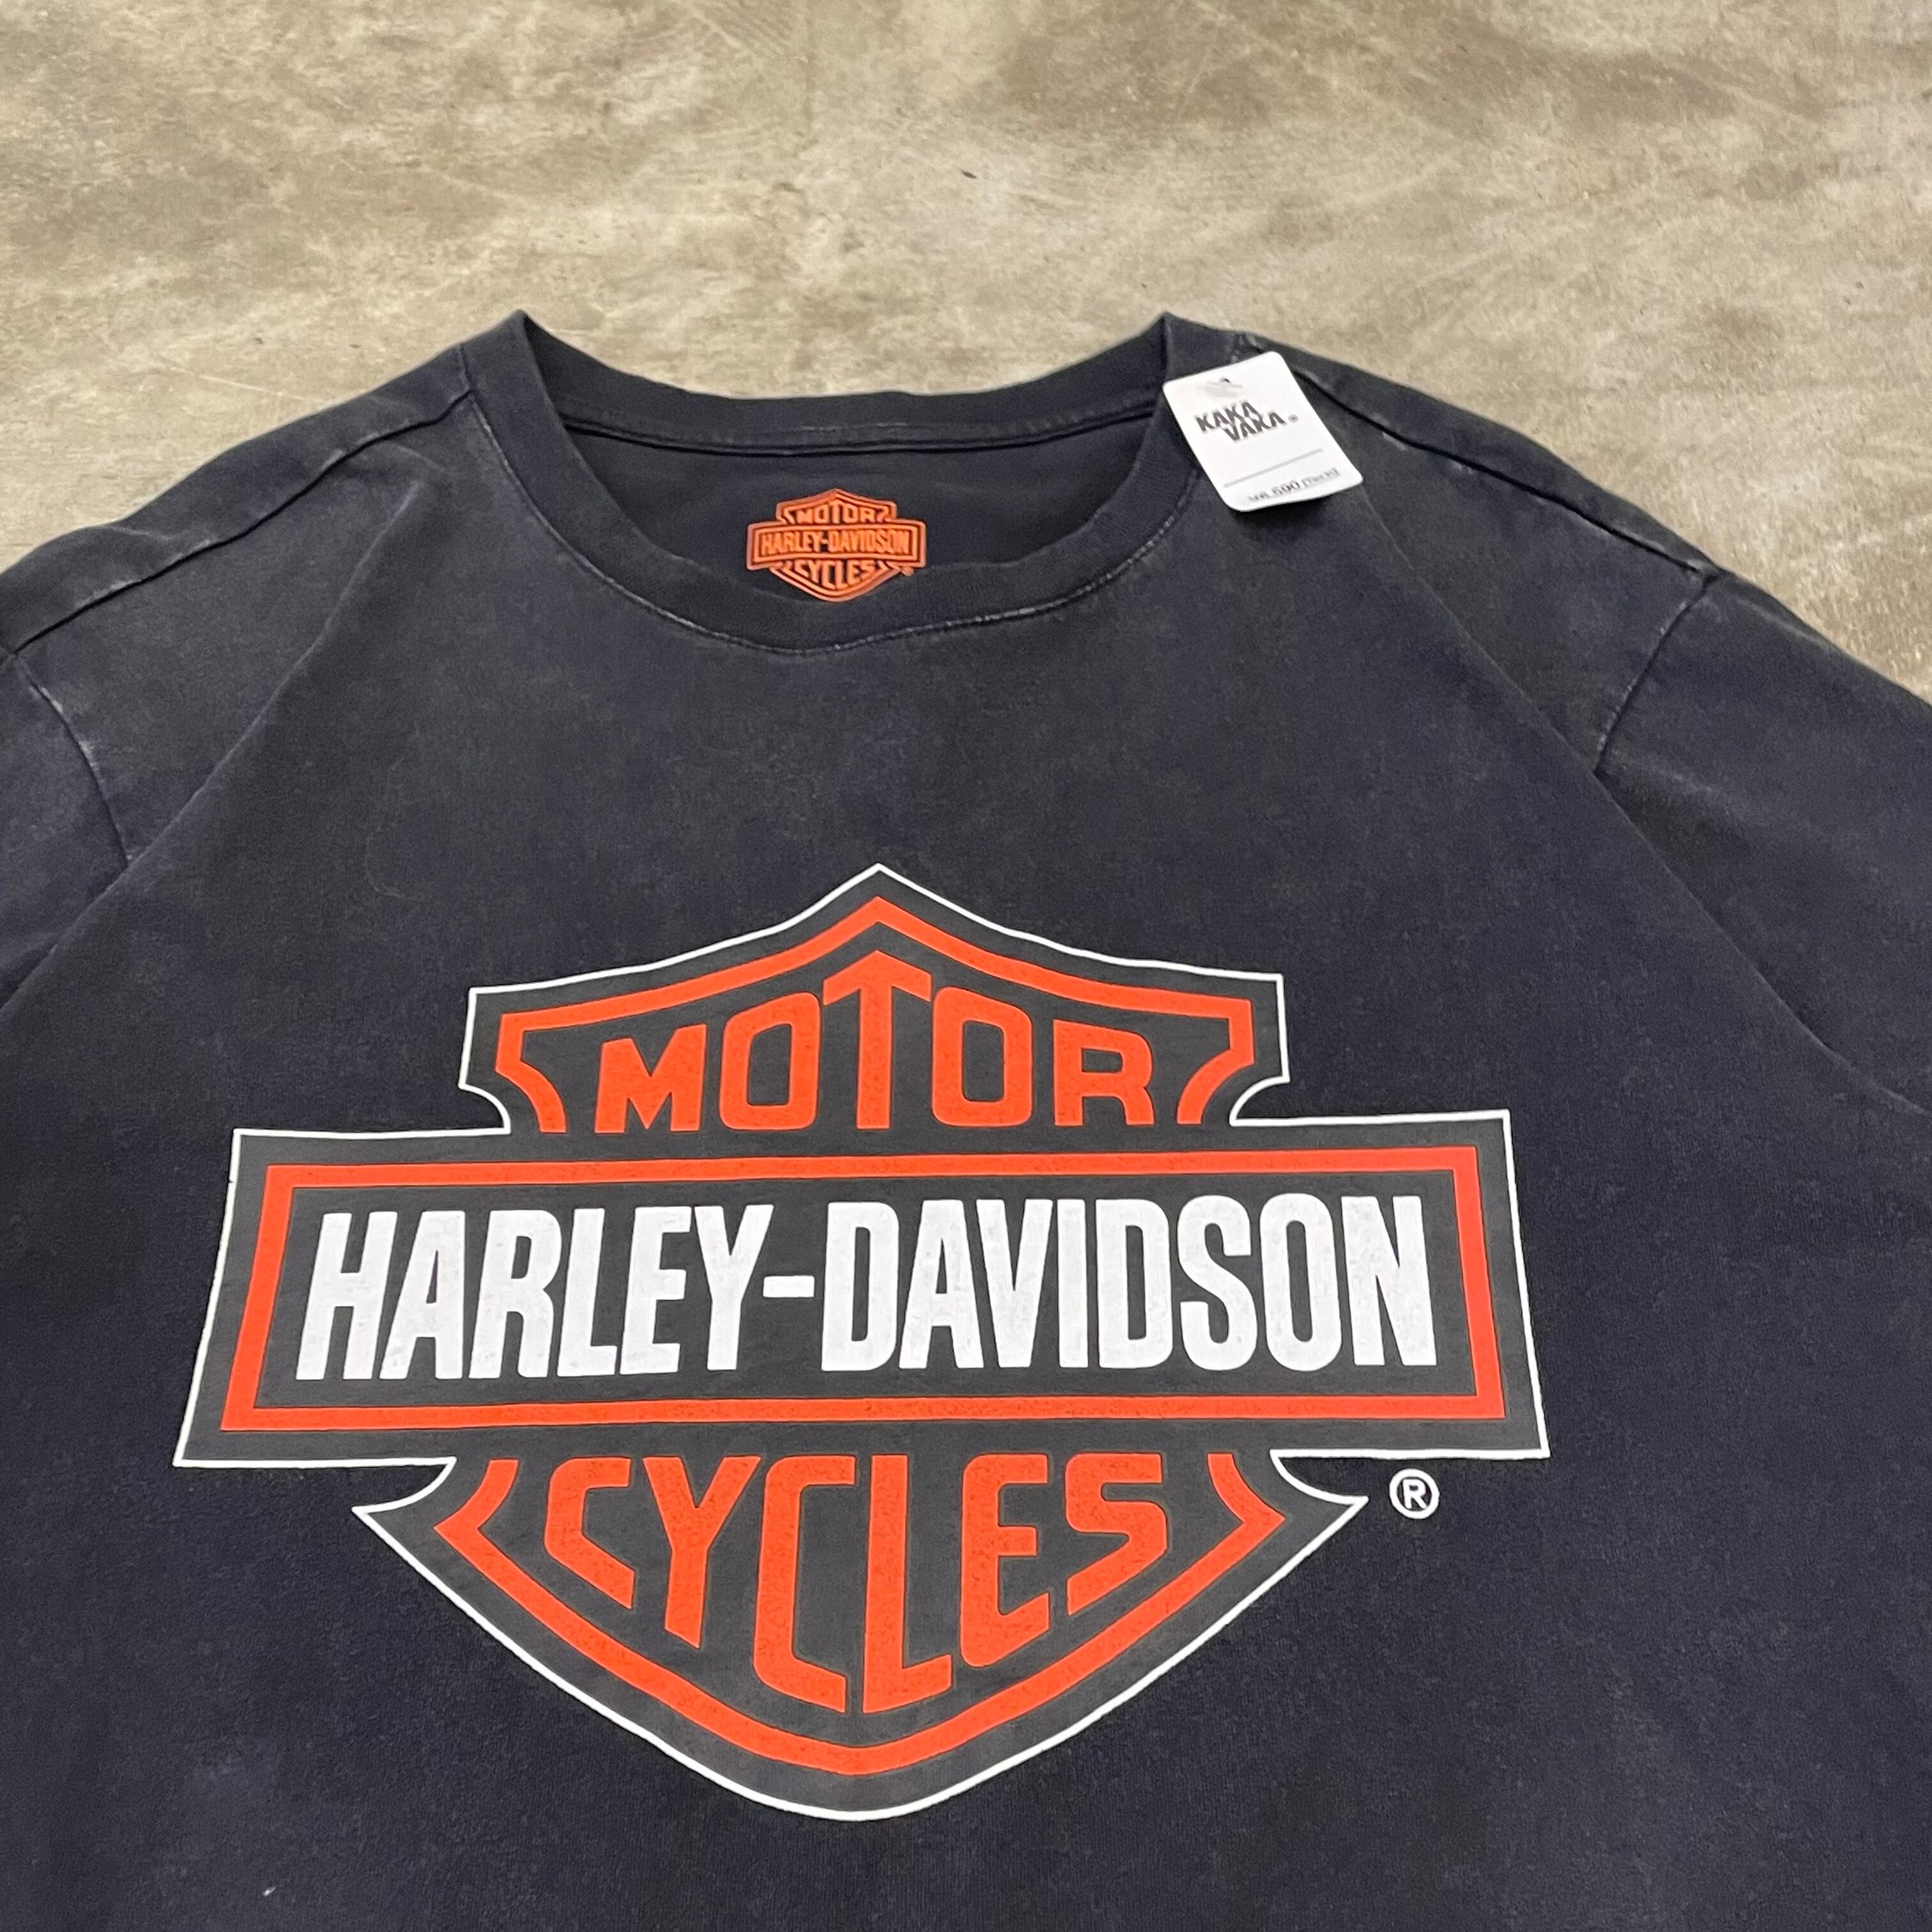 KAKA
VAKA
MOTOR
HARLEY-DAVIDSON
CYCLES
MOTOR
HARLEY-DAVIDSON
CYCLES
®